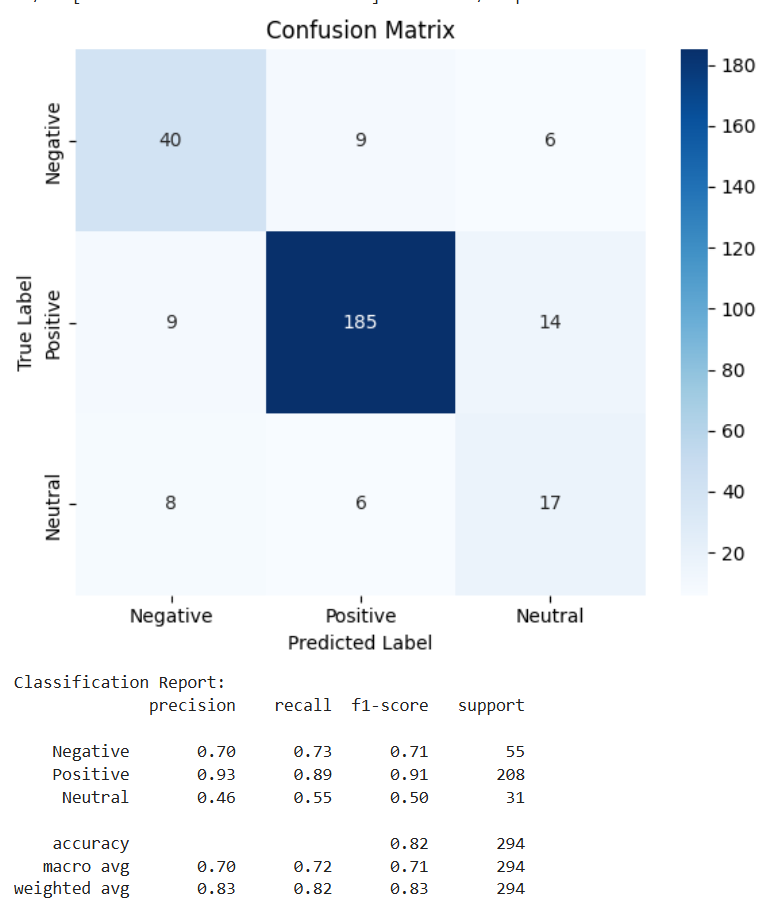 Confusion Matrix
Negative 40 9 6
True Label
Positive 9 185 14
Neutral 8 6 17
Negative Positive Neutral
Predicted Label
180
160
140
120
100
80
60
40
20
Classification Report:
precision recall f1-score support
Negative 0.70 0.73 0.71 55
Positive 0.93 0.89 0.91 208
Neutral 0.46 0.55 0.50 31
accuracy 0.82 294
macro avg 0.70 0.72 0.71 294
weighted avg 0.83 0.82 0.83 294